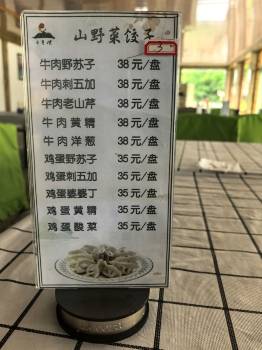 山野菜饺子
牛肉野苏子 38元/盘
牛肉刺五加 38元/盘
牛肉老山芹 38元/盘
牛肉黄精 38元/盘
牛肉洋葱 38元/盘
鸡蛋野苏子 35元/盘
鸡蛋刺五加 35元/盘
鸡蛋婆婆丁 35元/盘
鸡蛋黄精 35元/盘
鸡蛋酸菜 35元/盘